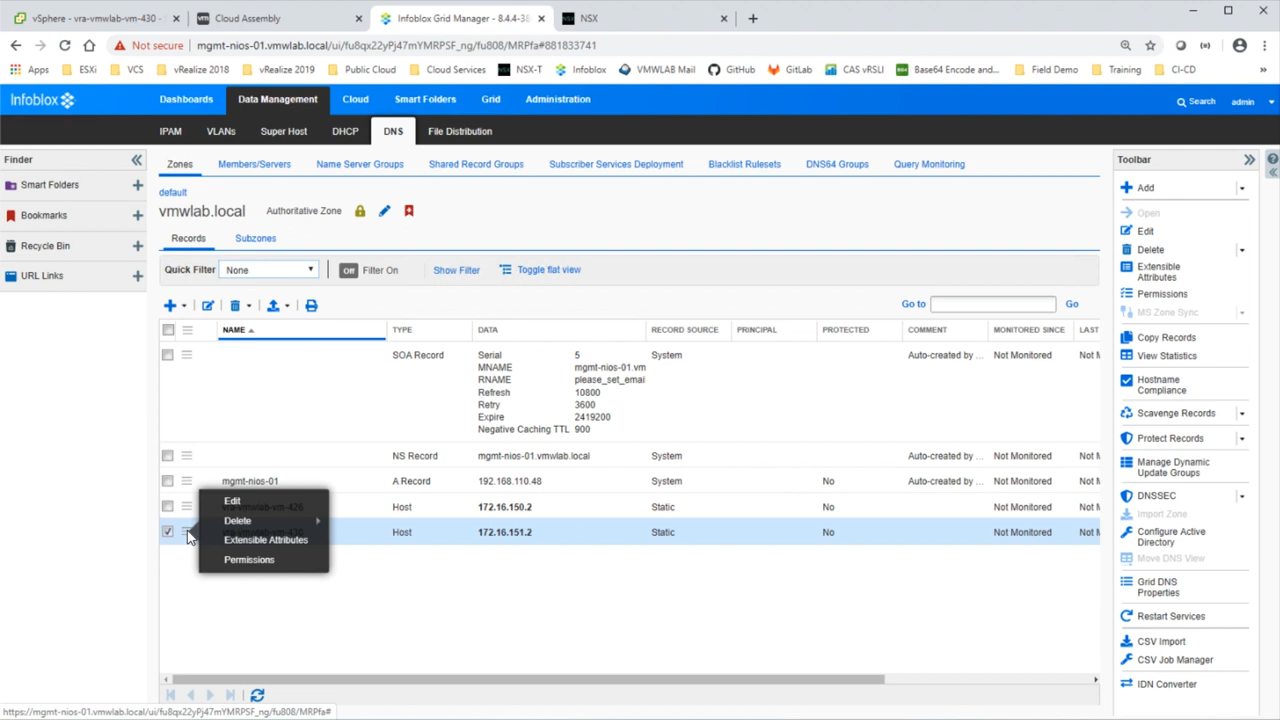 vSphere - vra-vmwlab-vm-430 -
Cloud Assembly
Infoblox Grid Manager - 8.4.4-38
NSX
Not secure
mgmt-nios-01.vmwlab.local/ui/fu8qx22yPj47mYMRPSF_ng/fu808/MRPfa#881833741
Apps
ESXi
VCS
vRealize 2018
vRealize 2019
Public Cloud
Cloud Services
NSX-T
Infoblox
VMWLAB Mail
GitHub
GitLab
CAS vRSLI
Base64 Encode and...
Field Demo
Training
CI-CD
Infoblox
Dashboards
Data Management
Cloud
Smart Folders
Grid
Administration
Search
admin
IPAM
VLANs
Super Host
DHCP
DNS
File Distribution
Finder
Smart Folders
Bookmarks
Recycle Bin
URL Links
Zones
Members/Servers
Name Server Groups
Shared Record Groups
Subscriber Services Deployment
Blacklist Rulesets
DNS64 Groups
Query Monitoring
default
vmwlab.local
Authoritative Zone
Records
Subzones
Quick Filter
None
Off
Filter On
Show Filter
Toggle flat view
Go to
Go
NAME TYPE DATA RECORD SOURCE PRINCIPAL PROTECTED COMMENT MONITORED SINCE LAST
SOA Record Serial 5 System Auto-created by ... Not Monitored Not M
MNAME mgmt-nios-01.vm
RNAME please_set_emai
Refresh 10800
Retry 3600
Expire 2419200
Negative Caching TTL 900
NS Record mgmt-nios-01.vmwlab.local System Auto-created by ... Not Monitored Not M
mgmt-nios-01 A Record 192.168.110.48 System No Not Monitored Not M
vra-vmwlab-vm-426 Host 172.16.150.2 Static No Not Monitored Not M
Host 172.16.151.2 Static No Not Monitored Not M
Edit
Delete
Extensible Attributes
Permissions
Toolbar
Add
Open
Edit
Delete
Extensible
Attributes
Permissions
MS Zone Sync
Copy Records
View Statistics
Hostname
Compliance
Scavenge Records
Protect Records
Manage Dynamic
Update Groups
DNSSEC
Import Zone
Configure Active
Directory
Move DNS View
Grid DNS
Properties
Restart Services
CSV Import
CSV Job Manager
IDN Converter
https://mgmt-nios-01.vmwlab.local/ui/fu8qx22yPj47mYMRPSF_ng/fu808/MRPfa#